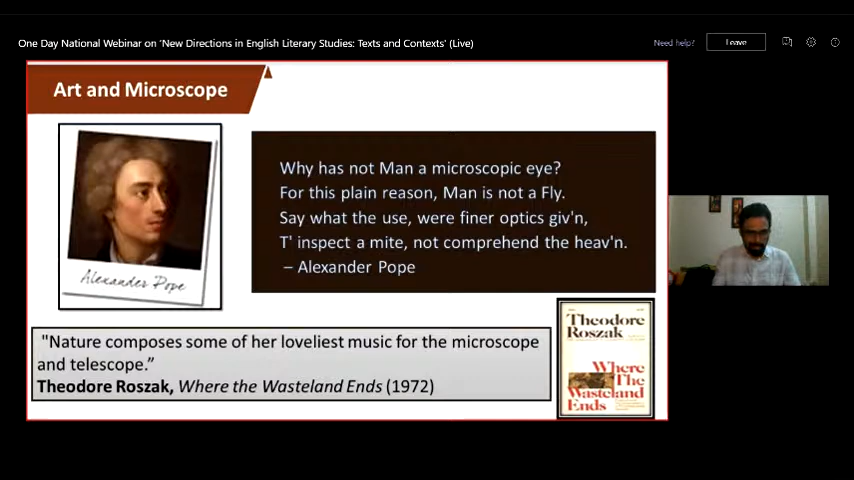 One Day National Webinar on 'New Directions in English Literary Studies: Texts and Contexts' (Live)
Need help?
Leave
Art and Microscope
Why has not Man a microscopic eye?
For this plain reason, Man is not a Fly.
Say what the use, were finer optics giv'n,
T' inspect a mite, not comprehend the heav'n.
– Alexander Pope
Alexander Pope
"Nature composes some of her loveliest music for the microscope
and telescope.”
Theodore Roszak, Where the Wasteland Ends (1972)
Theodore
Roszak
Where
The
Wasteland
Ends